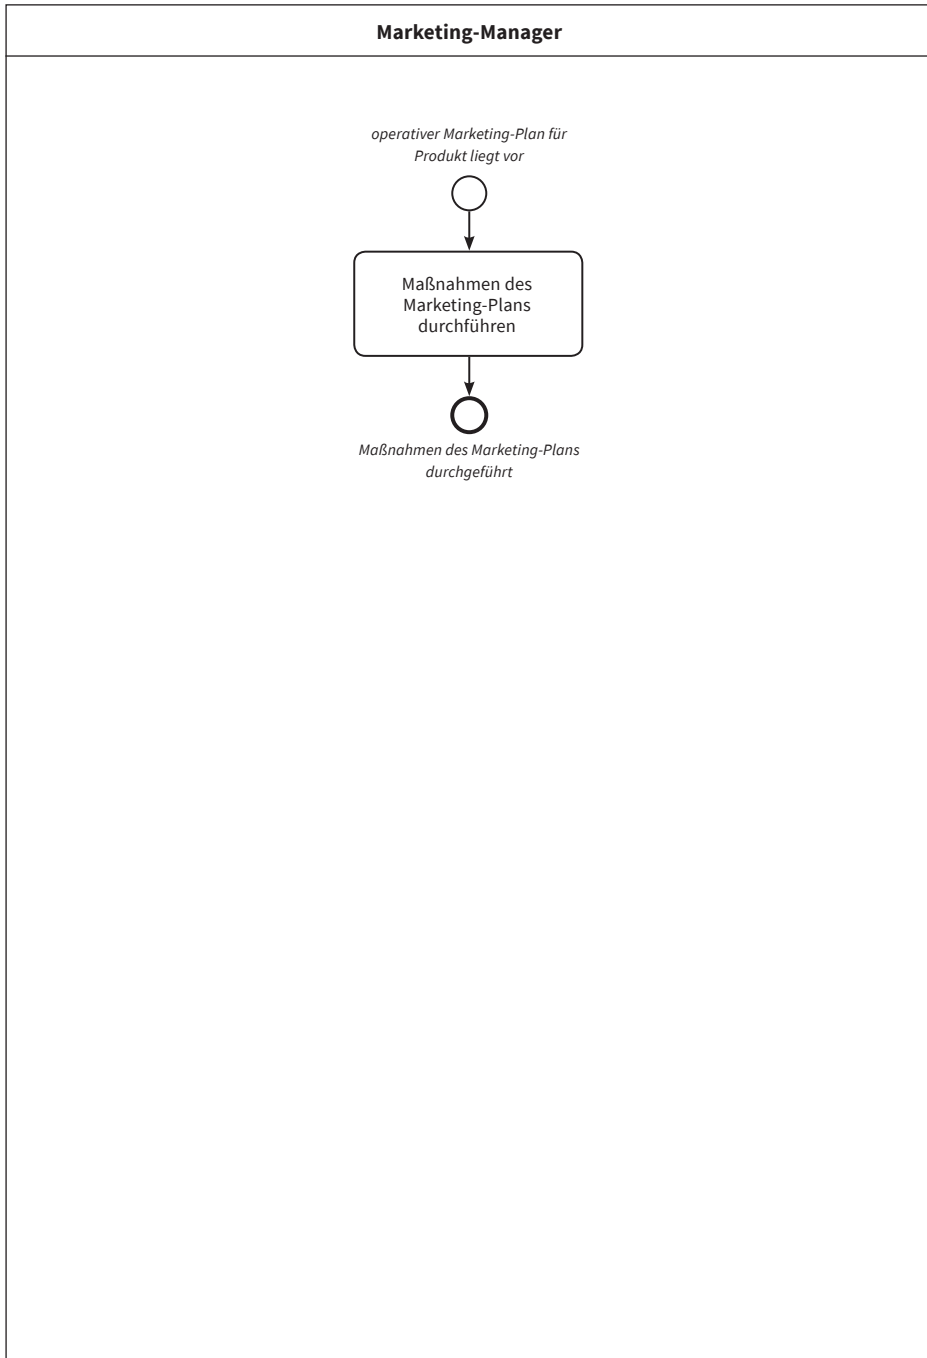 Marketing-Manager
operativer Marketing-Plan für
Produkt liegt vor
Maßnahmen des
Marketing-Plans
durchführen
Maßnahmen des Marketing-Plans
durchgeführt